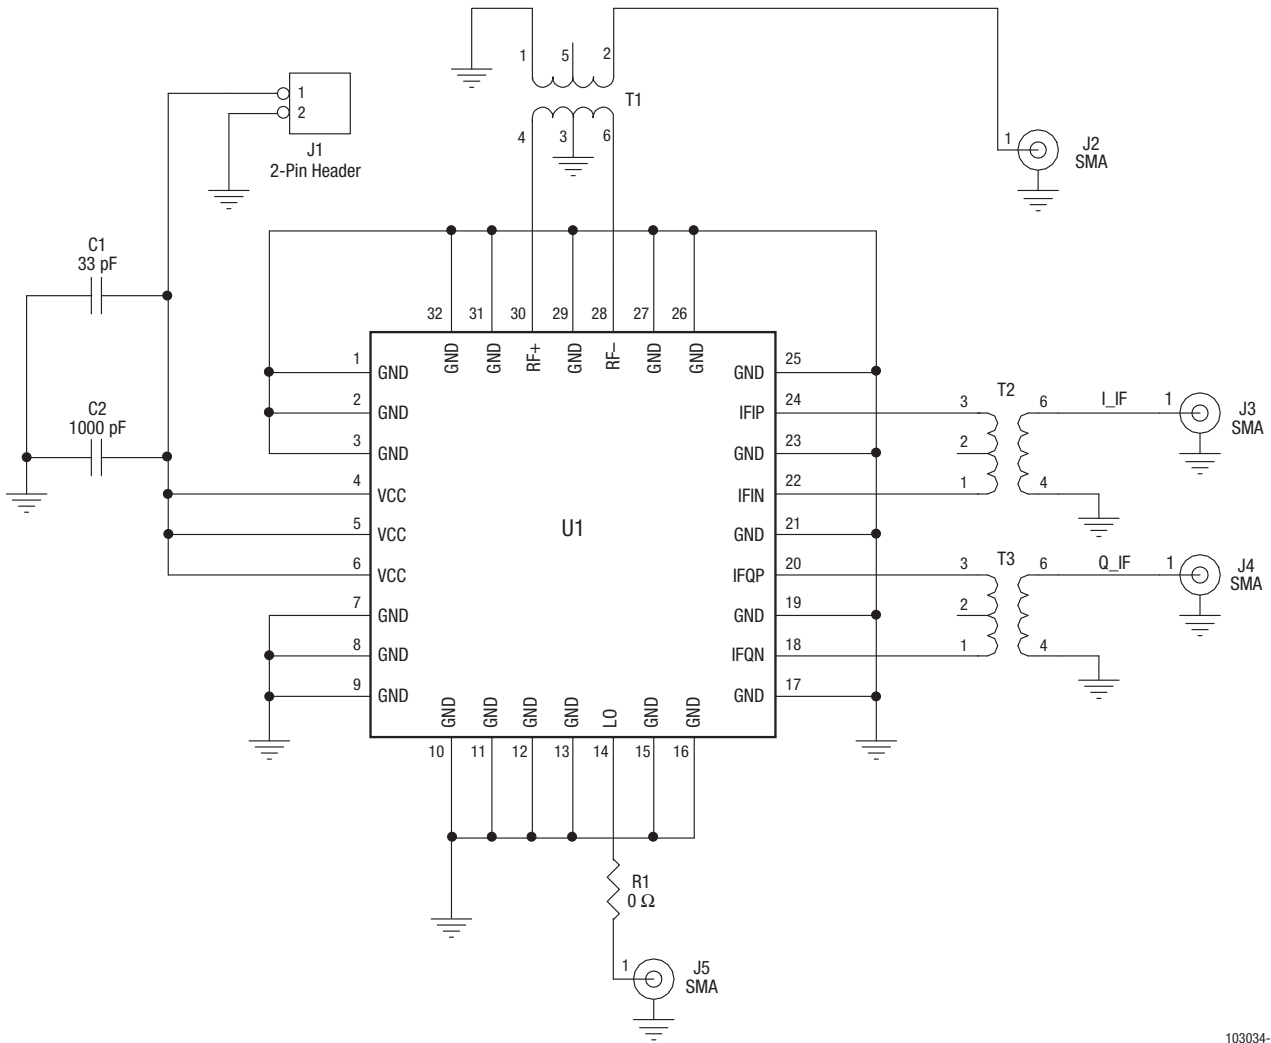 1 5 2
T1
4 3 6
1
2
J1
2-Pin Header
1
J2
SMA
C1
33 pF
C2
1000 pF
32 31 30 29 28 27 26
GND GND RF+ GND RF– GND GND
1 GND
2 GND
3 GND
4 VCC
5 VCC
6 VCC
7 GND
8 GND
9 GND
U1
25 GND
24 IFIP
23 GND
22 IFIN
21 GND
20 IFQP
19 GND
18 IFQN
17 GND
T2
3 6 I_IF 1
2
1 4
J3
SMA
T3
3 6 Q_IF 1
2
1 4
J4
SMA
GND GND GND GND LO GND GND
10 11 12 13 14 15 16
R1
0 Ω
1
J5
SMA
103034-